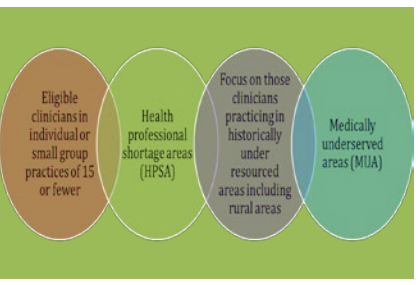 Eligible
clinicians in
individual or
small group
practices of 15
or fewer
Health
professional
shortage areas
(HPSA)
Focus on those
clinicians
practicing in
historically
under
resourced
areas including
rural areas
Medically
underserved
areas (MUA)